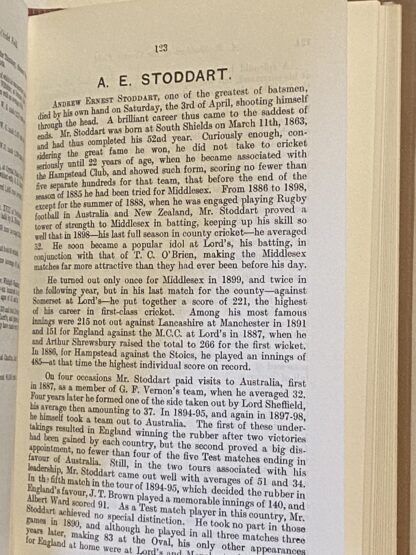 123
A. E. STODDART.
ANDREW ERNEST STODDART, one of the greatest of batsmen,
died by his own hand on Saturday, the 3rd of April, shooting himself
through the head. A brilliant career thus came to the saddest of
ends. Mr. Stoddart was born at South Shields on March 11th, 1863,
and had thus completed his 52nd year. Curiously enough, con-
sidering the great fame he won, he did not take to cricket
seriously until 22 years of age, when he became associated with
the Hampstead Club, and showed such form, scoring no fewer than
five separate hundreds for that team, that before the end of the
season of 1885 he had been tried for Middlesex. From 1886 to 1898,
except for the summer of 1888, when he was engaged playing Rugby
football in Australia and New Zealand, Mr. Stoddart proved a
tower of strength to Middlesex in batting, keeping up his skill so
well that in 1898—his last full season in county cricket—he averaged
52. He soon became a popular idol at Lord's, his batting, in
conjunction with that of T. C. O'Brien, making the Middlesex
matches far more attractive than they had ever been before his day.
He turned out only once for Middlesex in 1899, and twice in
the following year, but in his last match for the county—against
Somerset at Lord's—he put together a score of 221, the highest
of his career in first-class cricket. Among his most famous
innings were 215 not out against Lancashire at Manchester in 1891
and 151 for England against the M.C.C. at Lord's in 1887, when he
and Arthur Shrewsbury raised the total to 266 for the first wicket.
In 1886, for Hampstead against the Stoics, he played an innings of
485—at that time the highest individual score on record.
On four occasions Mr. Stoddart paid visits to Australia, first
in 1887, as a member of G. F. Vernon's team, when he averaged 32.
Four years later he formed one of the side taken out by Lord Sheffield,
his average then amounting to 37. In 1894-95, and again in 1897-98,
he himself took a team out to Australia. The first of these under-
takings resulted in England winning the rubber after two victories
had been gained by each country, but the second proved a big dis-
appointment, no fewer than four of the five Test matches ending in
favour of Australia. Still, in the two tours associated with his
leadership, Mr. Stoddart came out well with averages of 51 and 34.
In the fifth match in the tour of 1894-95, which decided the rubber in
England's favour, J. T. Brown played a memorable innings of 140, and
Albert Ward scored 91. As a Test match player in this country, Mr.
Stoddart achieved no special distinction. He took no part in those
games in 1890, and although he played in all three matches three
years later, making 83 at the Oval, his only other appearances
for England at home were at Lord's and